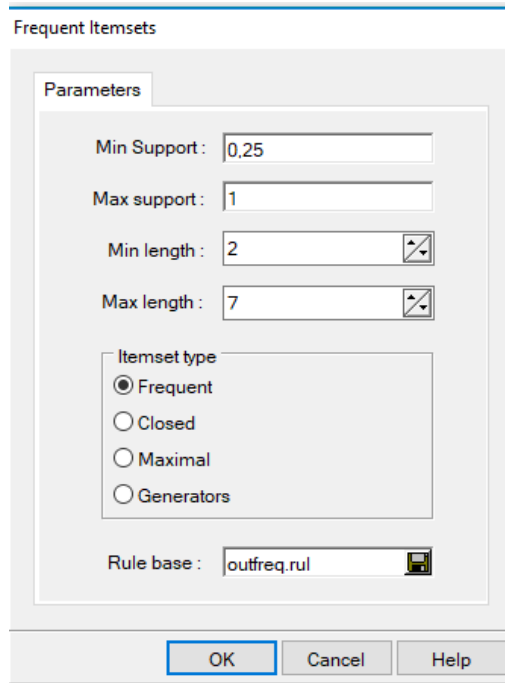 Frequent Itemsets
Parameters
Min Support : 0,25
Max support : 1
Min length : 2
Max length : 7
Itemset type
Frequent
Closed
Maximal
Generators
Rule base : outfreq.rul
OK Cancel Help